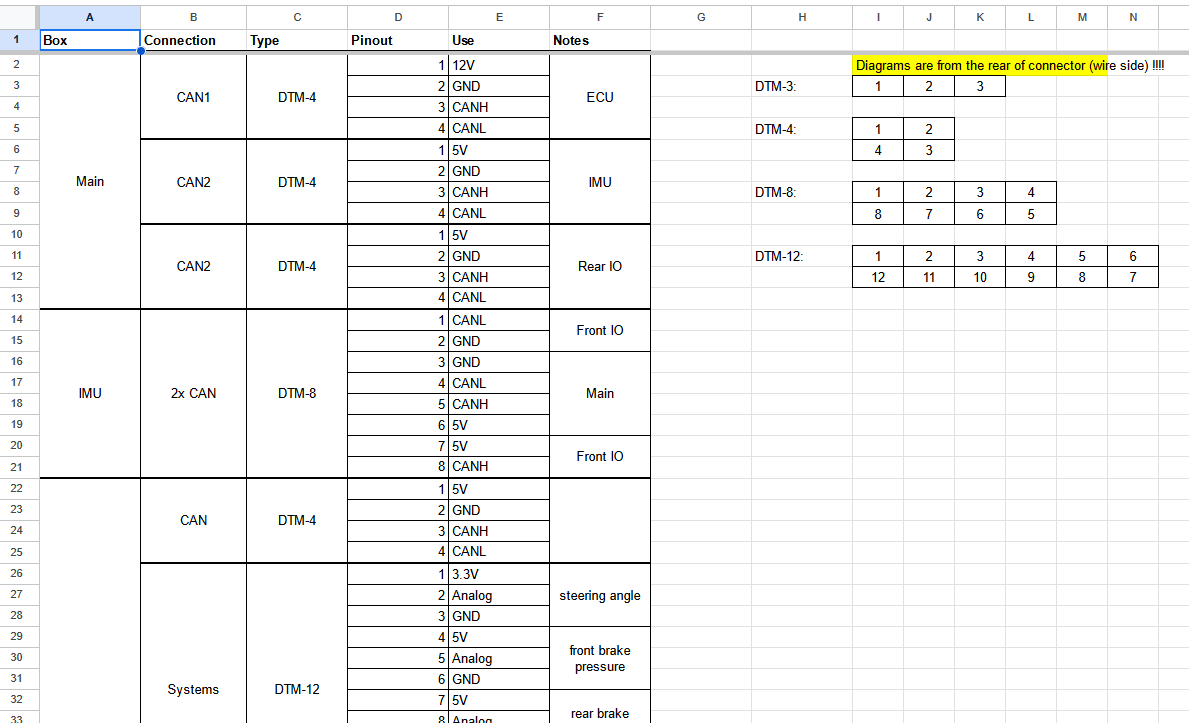 A B C D E F G H I J K L M N
1 Box Connection Type Pinout Use Notes
2 1 12V Diagrams are from the rear of connector (wire side) !!!!
3 2 GND DTM-3: 1 2 3
CAN1 DTM-4 ECU
4 3 CANH
5 4 CANL DTM-4: 1 2
6 1 5V 4 3
7 2 GND
Main CAN2 DTM-4 IMU
8 3 CANH DTM-8: 1 2 3 4
9 4 CANL 8 7 6 5
10 1 5V
11 2 GND DTM-12: 1 2 3 4 5 6
CAN2 DTM-4 Rear IO
12 3 CANH 12 11 10 9 8 7
13 4 CANL
14 1 CANL
Front IO
15 2 GND
16 3 GND
17 4 CANL
IMU 2x CAN DTM-8 Main
18 5 CANH
19 6 5V
20 7 5V
Front IO
21 8 CANH
22 1 5V
23 2 GND
CAN DTM-4
24 3 CANH
25 4 CANL
26 1 3.3V
27 2 Analog steering angle
28 3 GND
29 4 5V
front brake
30 5 Analog
pressure
31 6 GND
Systems DTM-12
32 7 5V
rear brake
33 8 Analog